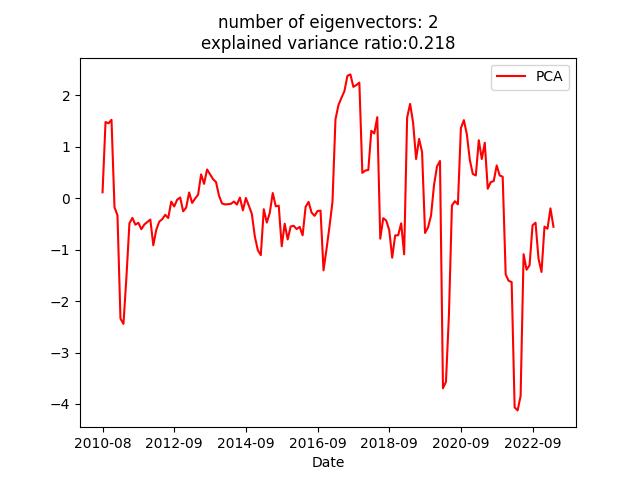 number of eigenvectors: 2
explained variance ratio:0.218
PCA
2
1
0
−1
−2
−3
−4
2010-08 2012-09 2014-09 2016-09 2018-09 2020-09 2022-09
Date